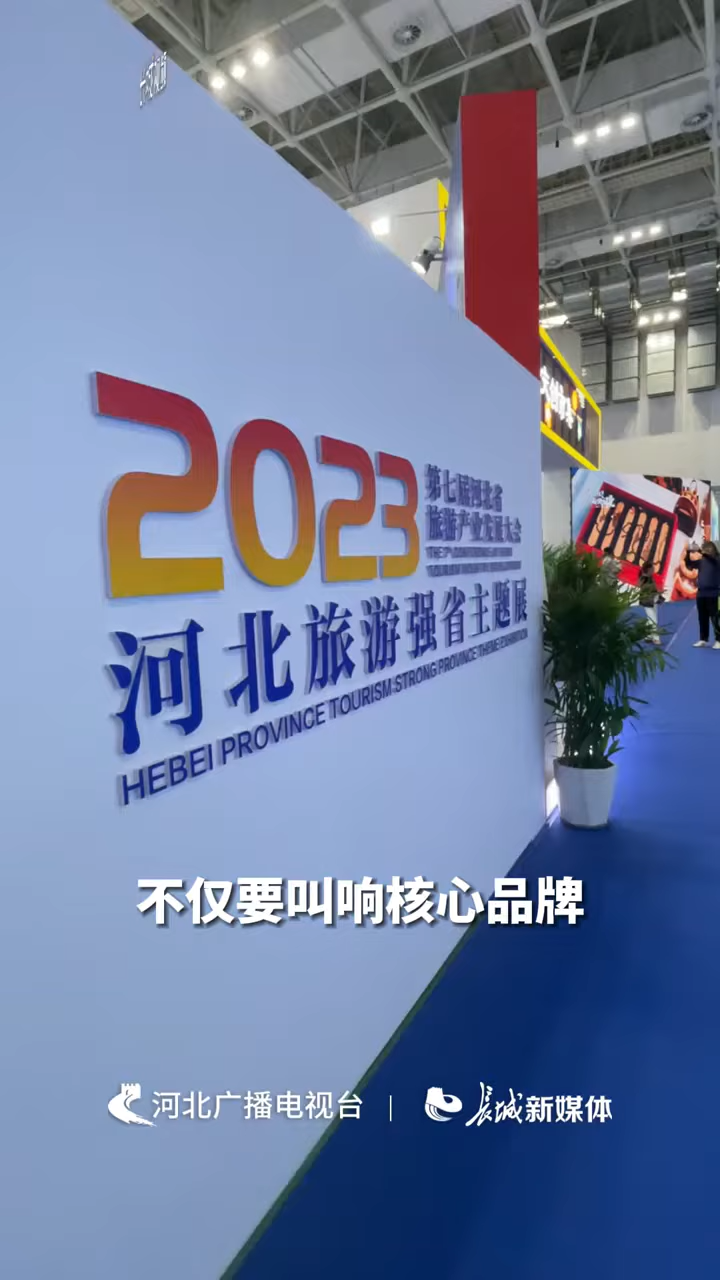 2023
第七届河北省
旅游产业发展大会
河北旅游强省主题展
HEBEI PROVINCE TOURISM STRONG PROVINCE THEME EXHIBITION
不仅要叫响核心品牌
河北广播电视台 | 长城新媒体